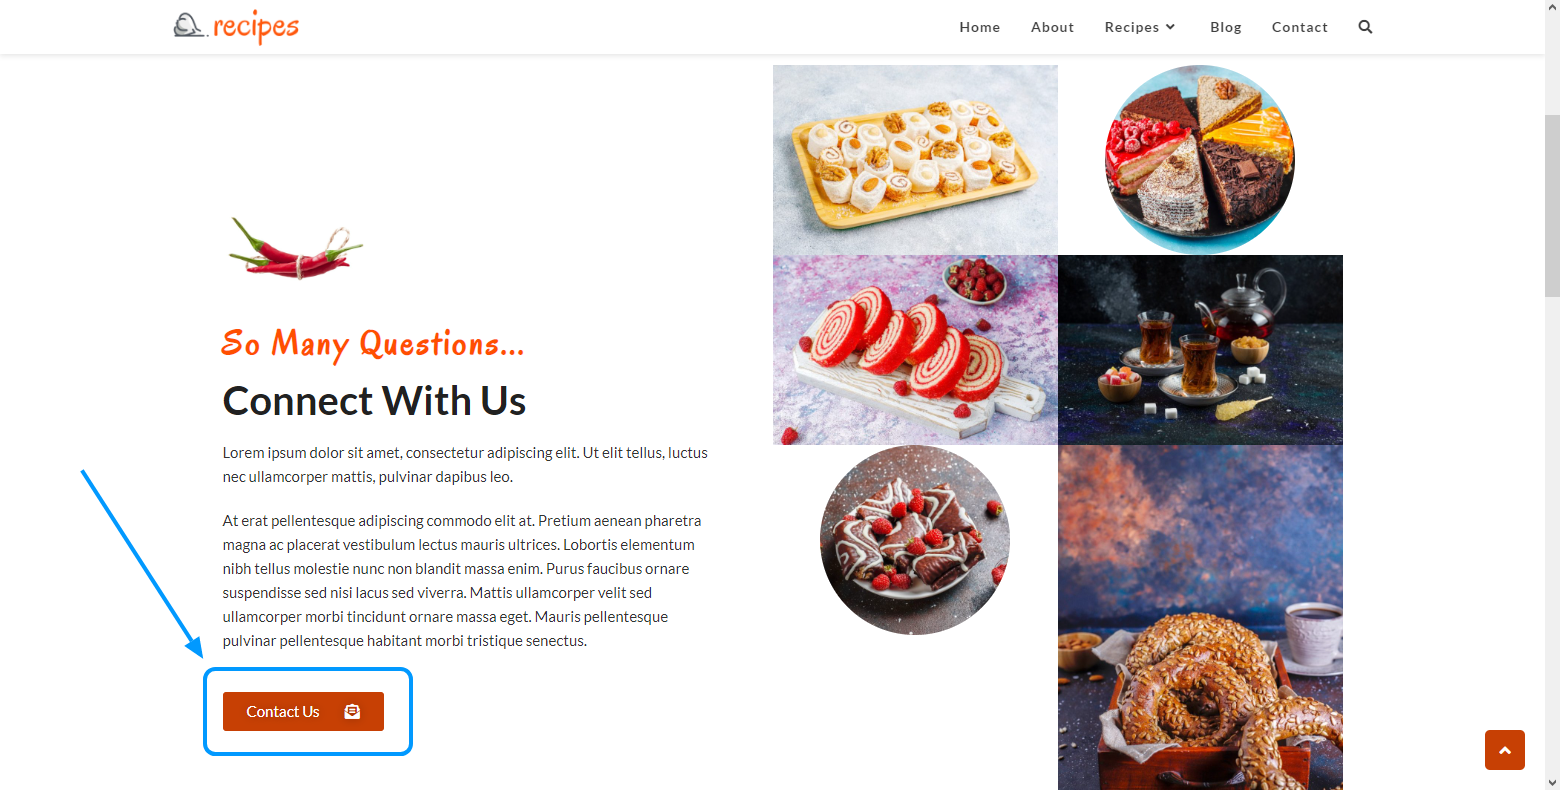 recipes
Home About Recipes Blog Contact
So Many Questions...
Connect With Us
Lorem ipsum dolor sit amet, consectetur adipiscing elit. Ut elit tellus, luctus
nec ullamcorper mattis, pulvinar dapibus leo.
At erat pellentesque adipiscing commodo elit at. Pretium aenean pharetra
magna ac placerat vestibulum lectus mauris ultrices. Lobortis elementum
nibh tellus molestie nunc non blandit massa enim. Purus faucibus ornare
suspendisse sed nisi lacus sed viverra. Mattis ullamcorper velit sed
ullamcorper morbi tincidunt ornare massa eget. Mauris pellentesque
pulvinar pellentesque habitant morbi tristique senectus.
Contact Us